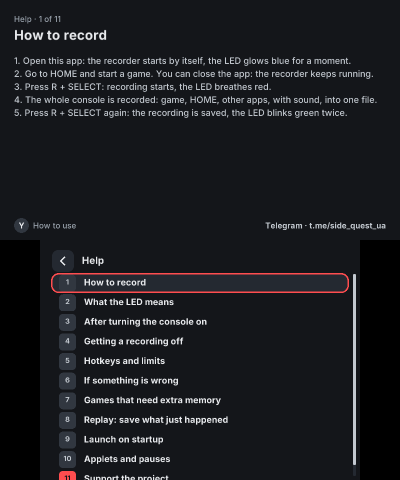 Help · 1 of 11
How to record
1. Open this app: the recorder starts by itself, the LED glows blue for a moment.
2. Go to HOME and start a game. You can close the app: the recorder keeps running.
3. Press R + SELECT: recording starts, the LED breathes red.
4. The whole console is recorded: game, HOME, other apps, with sound, into one file.
5. Press R + SELECT again: the recording is saved, the LED blinks green twice.
Y How to use
Telegram · t.me/side_quest_ua
Help
1 How to record
2 What the LED means
3 After turning the console on
4 Getting a recording off
5 Hotkeys and limits
6 If something is wrong
7 Games that need extra memory
8 Replay: save what just happened
9 Launch on startup
10 Applets and pauses
11 Support the project